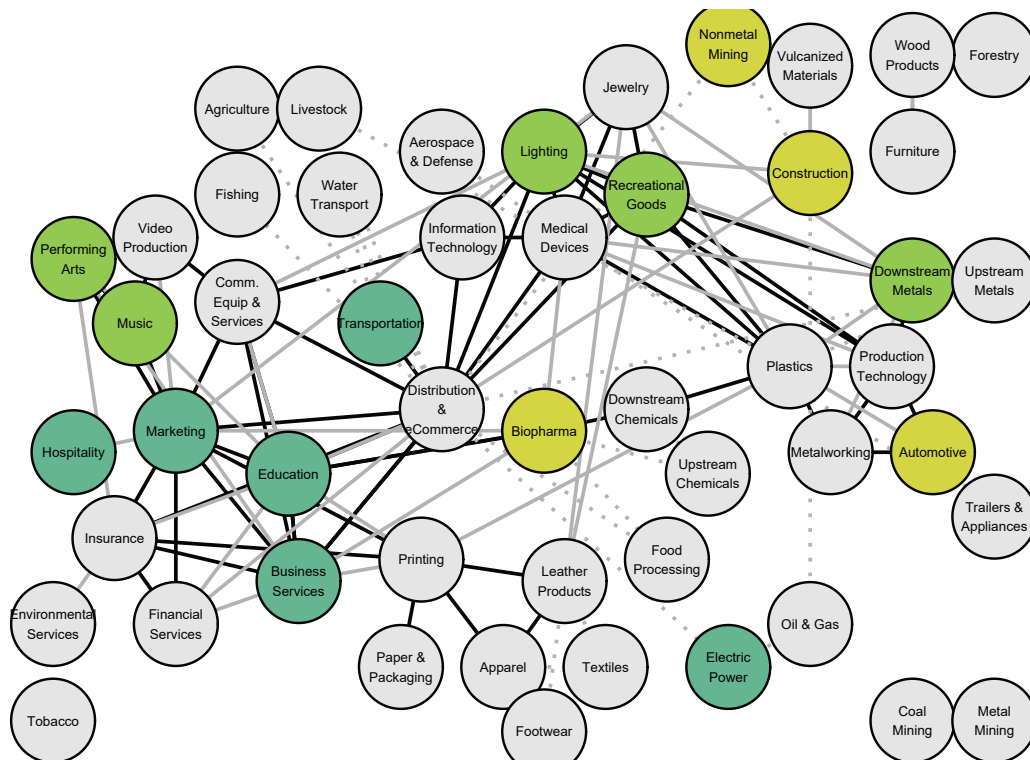 Nonmetal
Mining
Vulcanized
Materials
Wood
Products
Forestry
Jewelry
Agriculture
Livestock
Aerospace
& Defense
Lighting
Furniture
Construction
Fishing
Water
Transport
Recreational
Goods
Video
Production
Information
Technology
Medical
Devices
Performing
Arts
Downstream
Metals
Upstream
Metals
Comm.
Equip &
Services
Music
Transportation
Plastics
Production
Technology
Distribution
&
eCommerce
Downstream
Chemicals
Marketing
Biopharma
Hospitality
Education
Metalworking
Automotive
Upstream
Chemicals
Trailers &
Appliances
Insurance
Printing
Food
Processing
Business
Services
Leather
Products
Environmental
Services
Financial
Services
Oil & Gas
Paper &
Packaging
Apparel
Textiles
Electric
Power
Tobacco
Footwear
Coal
Mining
Metal
Mining